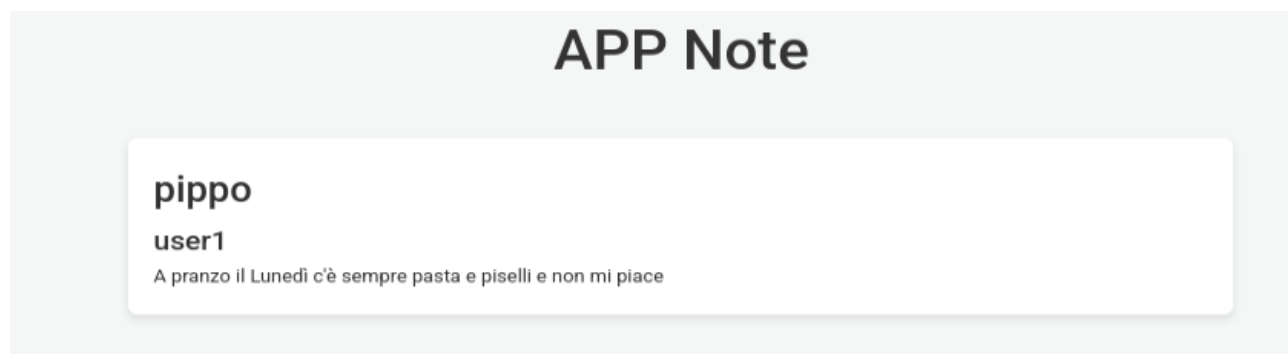 APP Note
pippo
user1
A pranzo il Lunedì c'è sempre pasta e piselli e non mi piace